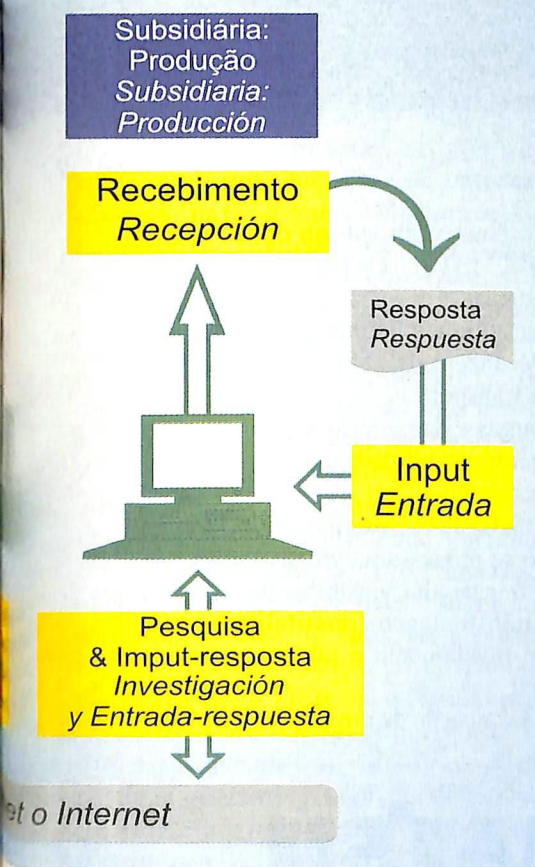 Subsidiária:
Produção
Subsidiaria:
Producción
Recebimento
Recepción
Resposta
Respuesta
Input
Entrada
Pesquisa
& Imput-resposta
Investigación
y Entrada-respuesta
o Internet